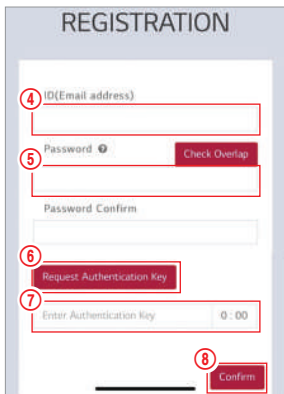 REGISTRATION
④ ID(Email address)
Password ?
Check Overlap
⑤
Password Confirm
⑥
Request Authentication Key
⑦
Enter Authentication Key 0 : 00
⑧
Confirm